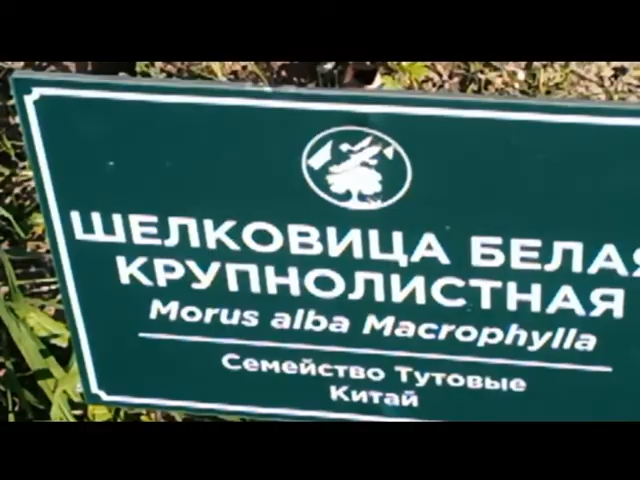 ШЕЛКОВИЦА БЕЛАЯ
КРУПНОЛИСТНАЯ
Morus alba Macrophylla
Семейство Тутовые
Китай